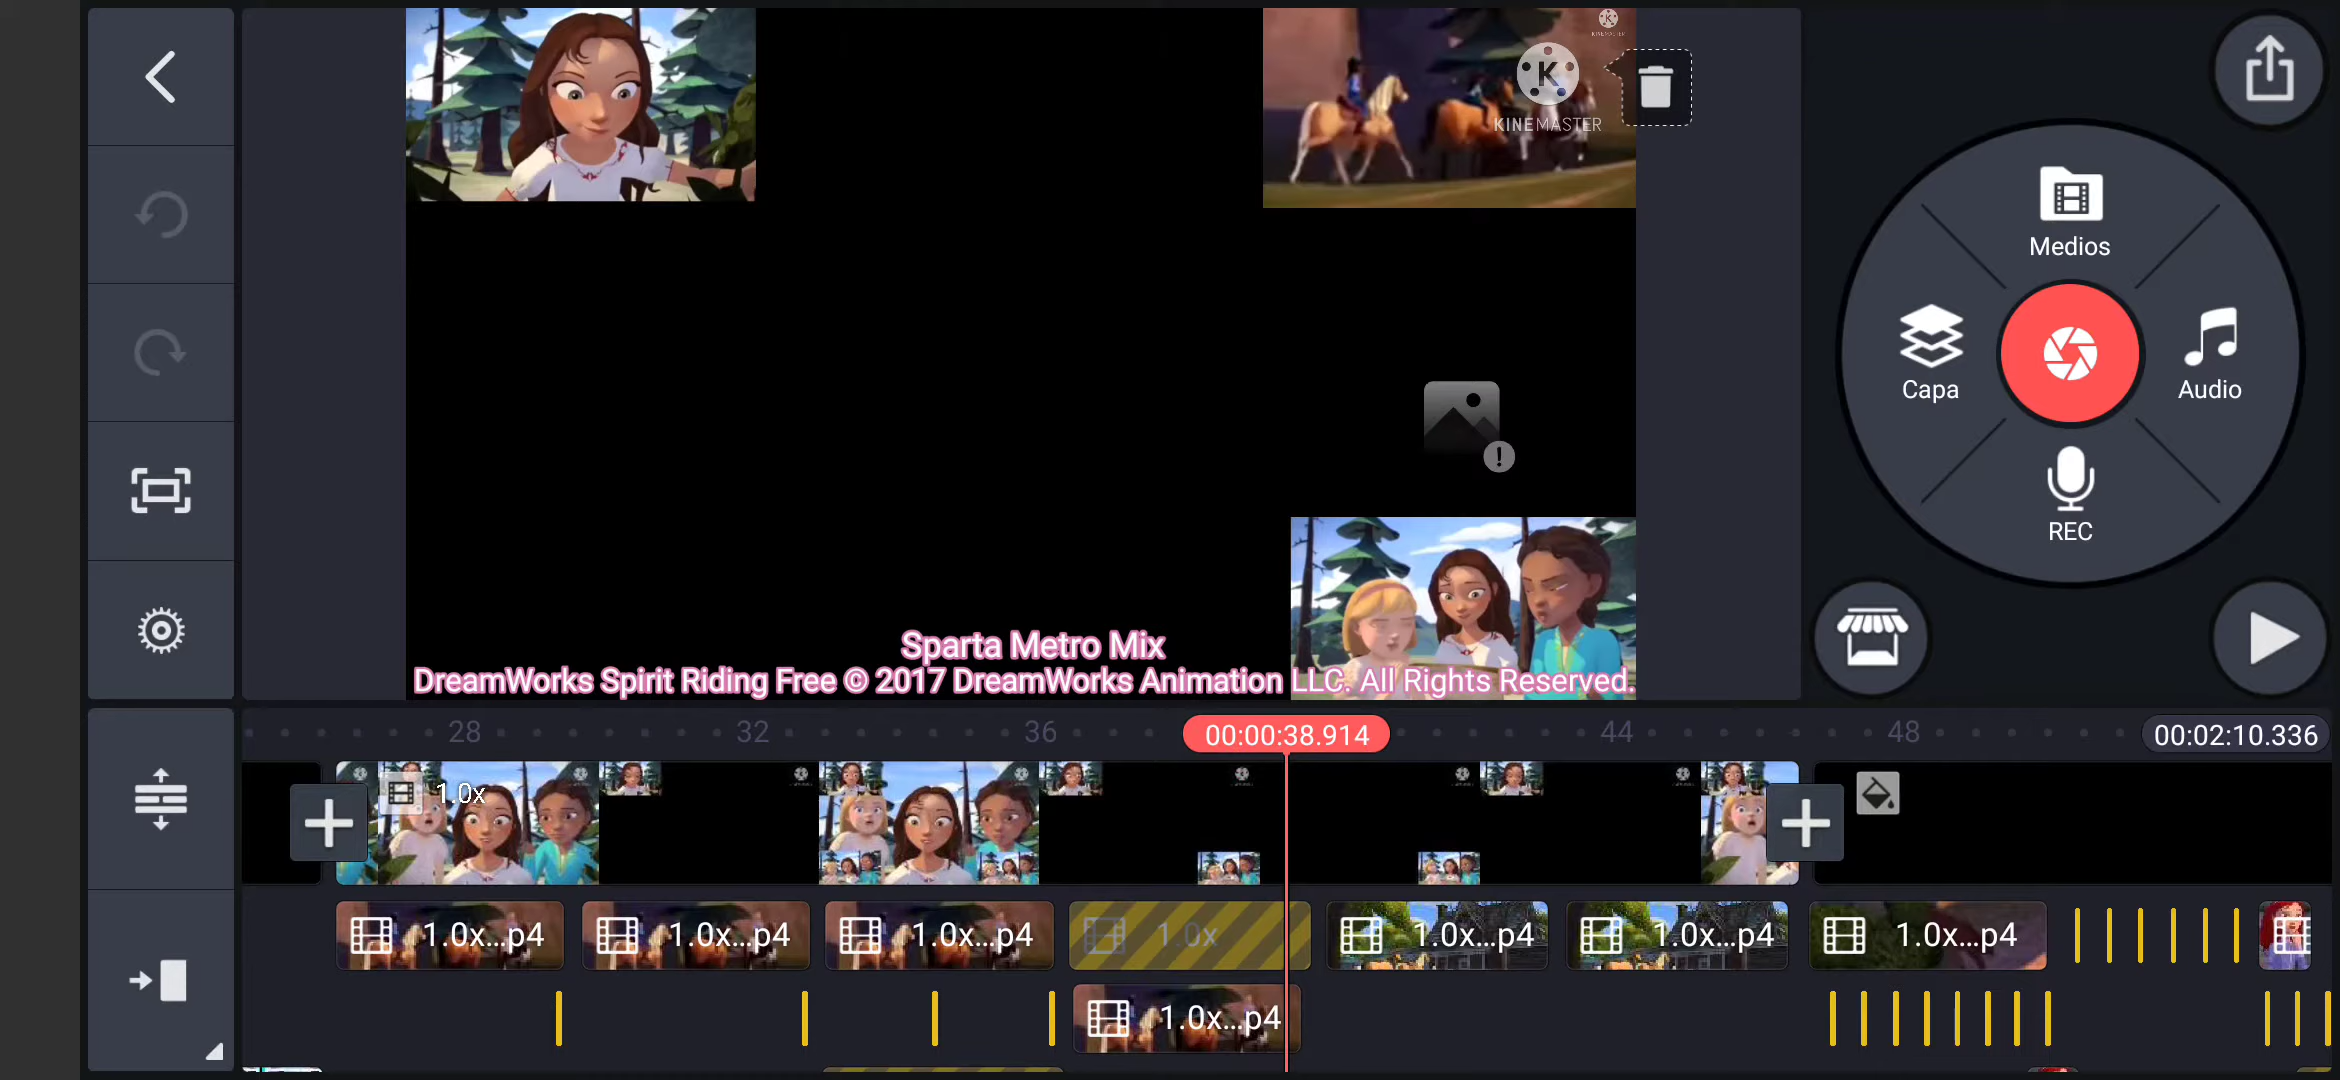 KINEMASTER
KINEMASTER
Medios
Capa
Audio
REC
Sparta Metro Mix
DreamWorks Spirit Riding Free © 2017 DreamWorks Animation LLC. All Rights Reserved.
28
32
36
00:00:38.914
44
48
00:02:10.336
1.0x
1.0x...p4
1.0x...p4
1.0x...p4
1.0x
1.0x...p4
1.0x...p4
1.0x...p4
1.0x...p4